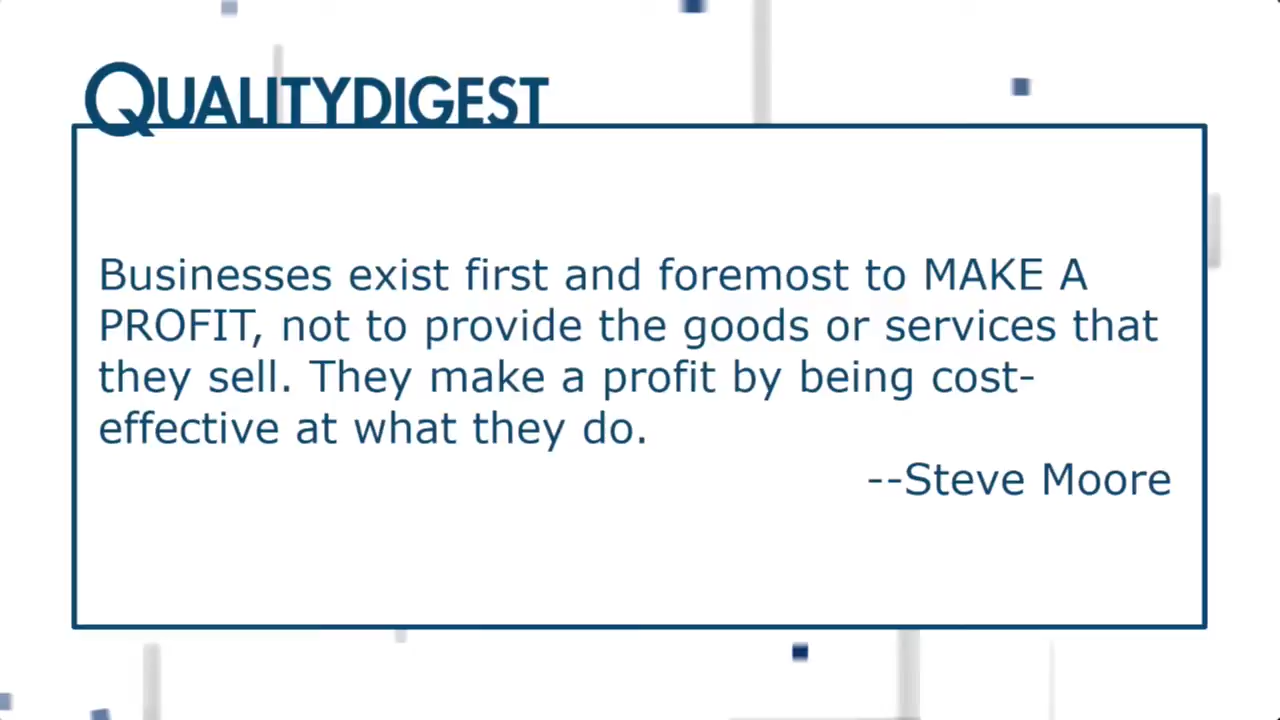 QUALITYDIGEST
Businesses exist first and foremost to MAKE A
PROFIT, not to provide the goods or services that
they sell. They make a profit by being cost-
effective at what they do.
--Steve Moore